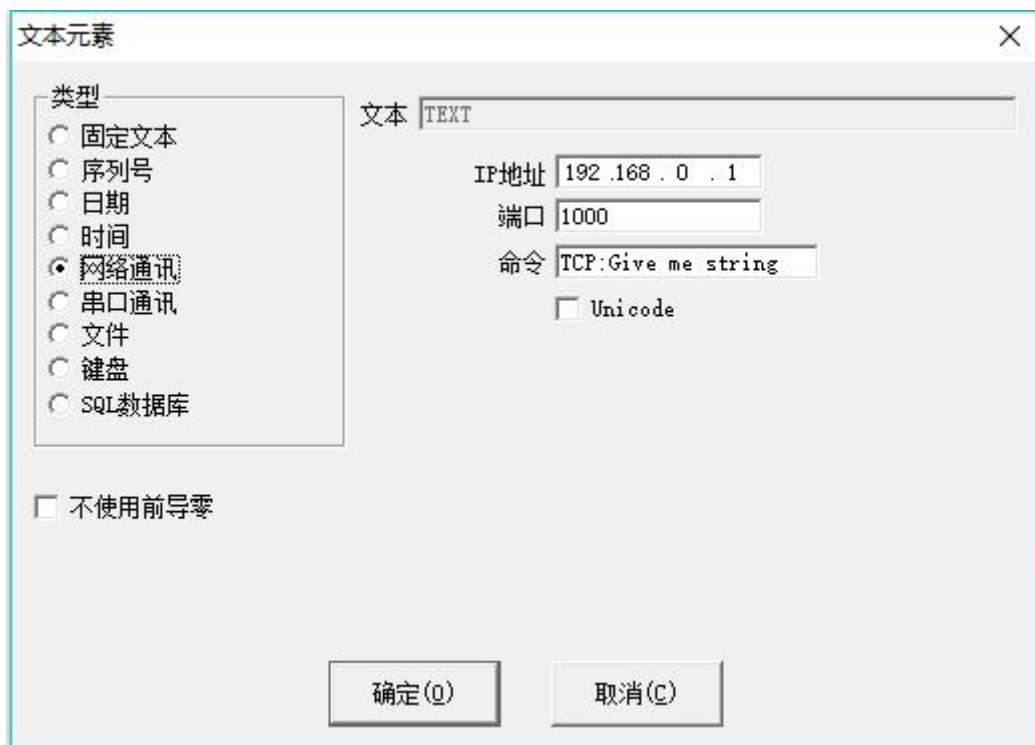 文本元素
类型
固定文本
序列号
日期
时间
网络通讯
串口通讯
文件
键盘
SQL数据库
文本 TEXT
IP地址 192 .168 . 0 . 1
端口 1000
命令 TCP:Give me string
Unicode
不使用前导零
确定(O)
取消(C)